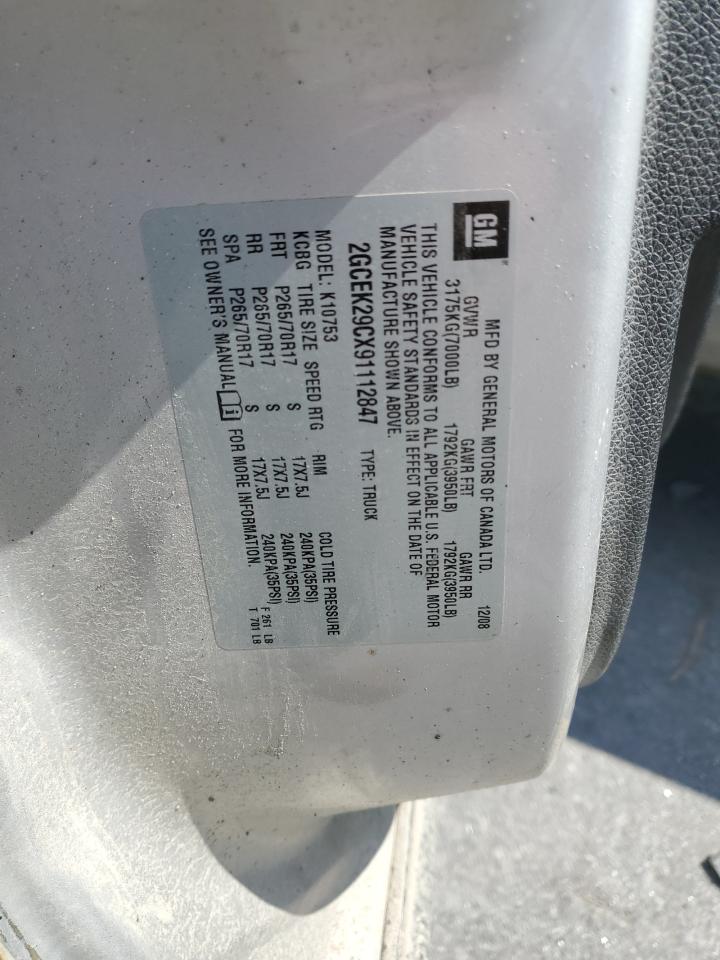 GM
MFD BY GENERAL MOTORS OF CANADA LTD. 12/08
GVWR GAWR FRT GAWR RR
3175KG(7000LB) 1792KG(3950LB) 1792KG(3950LB)
THIS VEHICLE CONFORMS TO ALL APPLICABLE U.S. FEDERAL MOTOR
VEHICLE SAFETY STANDARDS IN EFFECT ON THE DATE OF
MANUFACTURE SHOWN ABOVE.
2GCEK29CX91112847 TYPE: TRUCK
MODEL: K10753
KCBG TIRE SIZE SPEED RTG RIM COLD TIRE PRESSURE
FRT P265/70R17 S 17X7.5J 240KPA(35PSI)
RR P265/70R17 S 17X7.5J 240KPA(35PSI)
SPA P265/70R17 S 17X7.5J 240KPA(35PSI) F 261 LB
SEE OWNER'S MANUAL i FOR MORE INFORMATION. T 701 LB